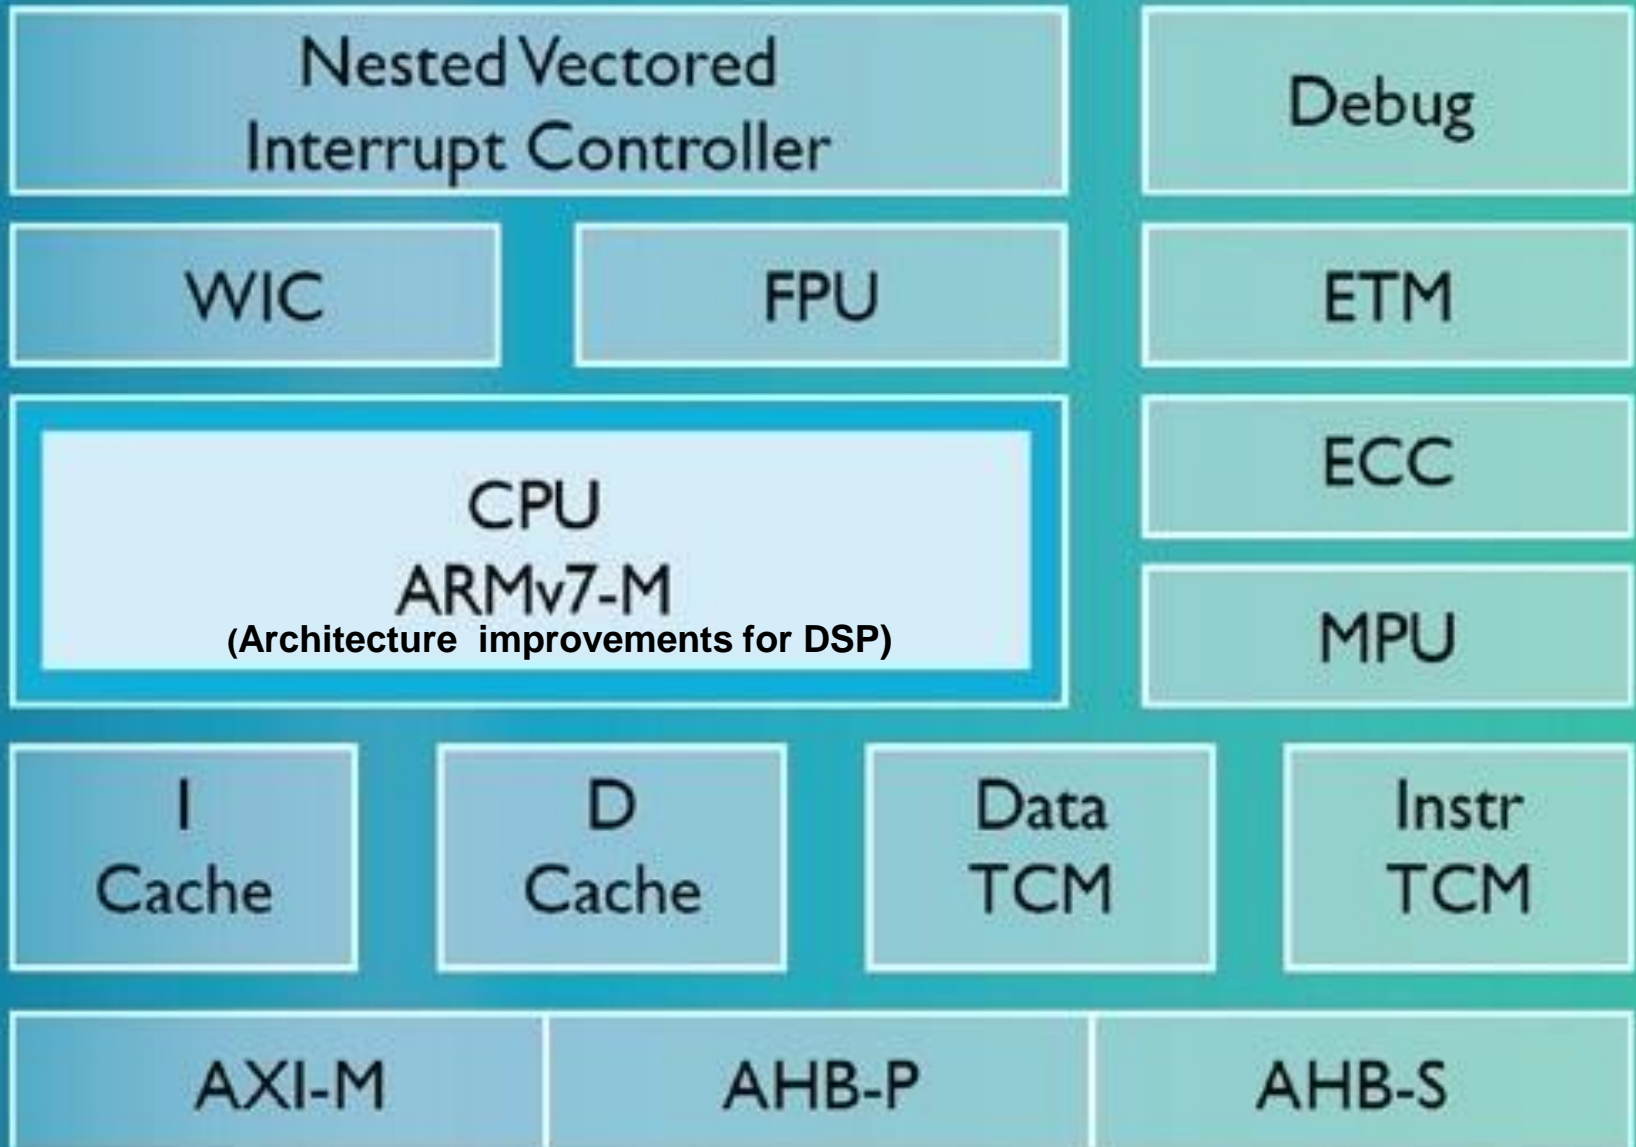 Nested Vectored
Interrupt Controller
Debug
WIC
FPU
ETM
CPU
ARMv7-M
(Architecture  improvements for DSP)
ECC
MPU
I
Cache
D
Cache
Data
TCM
Instr
TCM
AXI-M
AHB-P
AHB-S